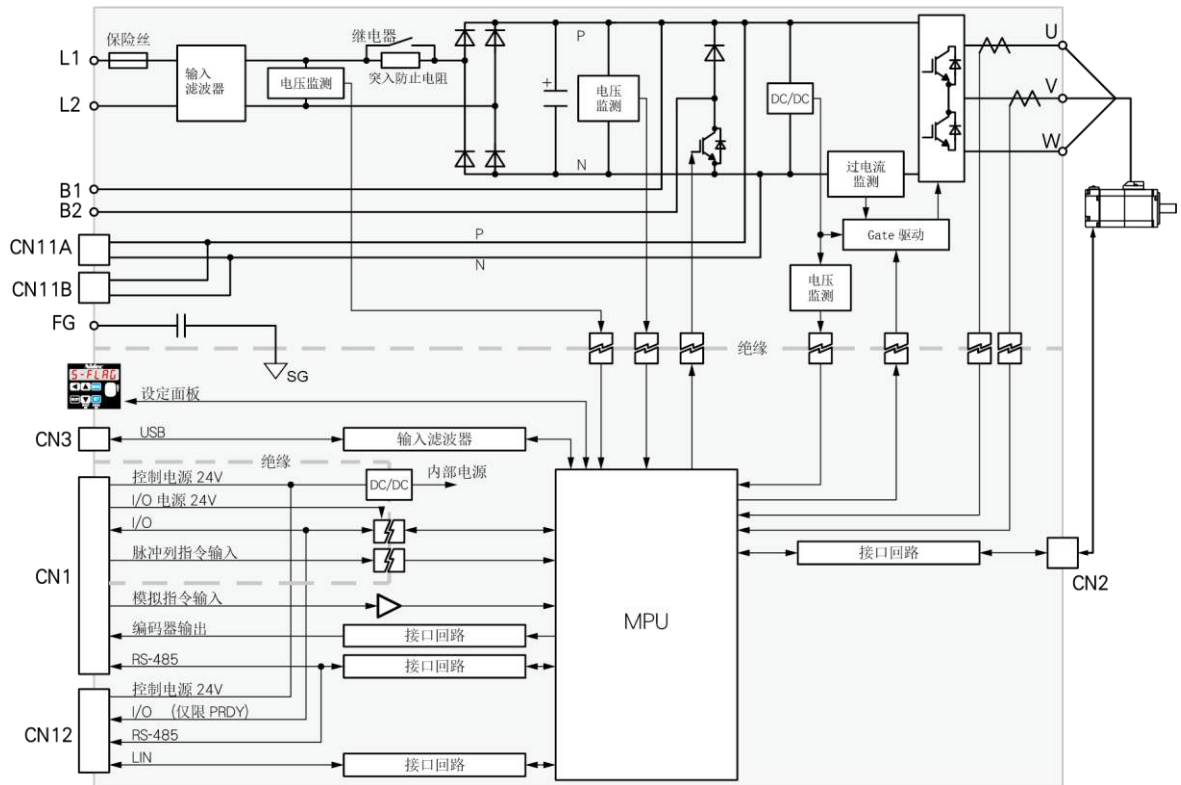 L1
保险丝
输入
滤波器
电压监测
继电器
突入防止电阻
P
+
电压
监测
DC/DC
U
V
W
L2
N
过电流
监测
B1
B2
CN11A
P
Gate 驱动
N
CN11B
电压
监测
FG
绝缘
SG
S-FLAG
设定面板
CN3
USB
输入滤波器
绝缘
控制电源 24V
DC/DC
内部电源
I/O 电源 24V
I/O
脉冲列指令输入
接口回路
CN1
CN2
模拟指令输入
MPU
编码器输出
接口回路
RS-485
接口回路
控制电源 24V
I/O (仅限 PRDY)
CN12
RS-485
LIN
接口回路